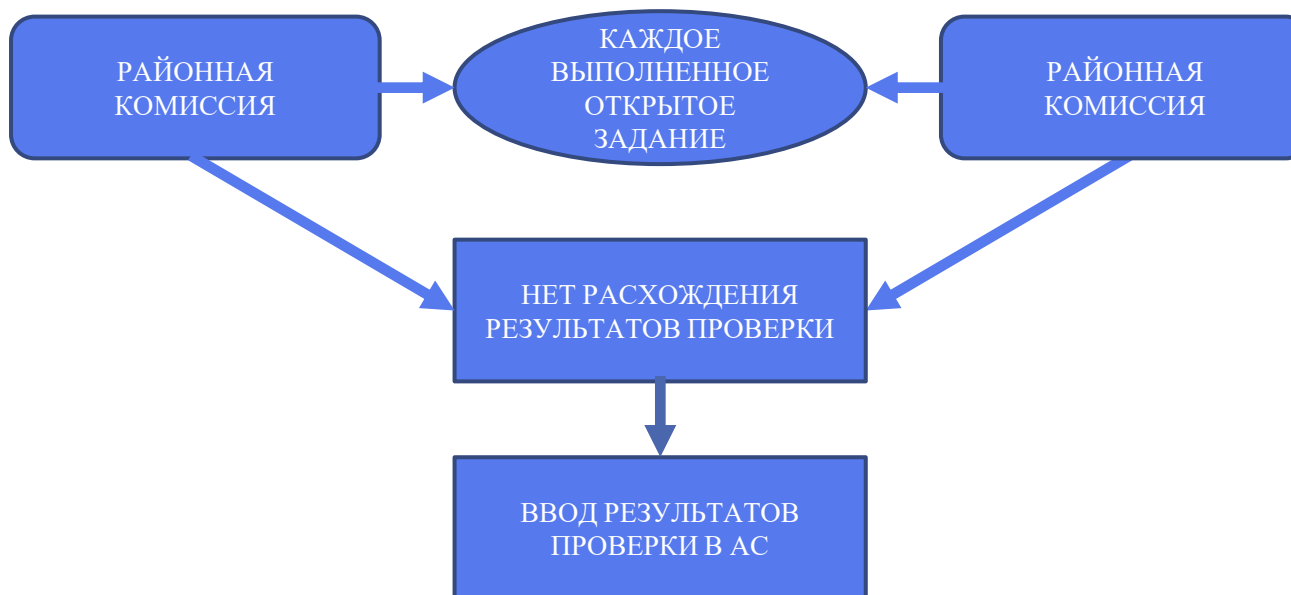 РАЙОННАЯ
КОМИССИЯ
КАЖДОЕ
ВЫПОЛНЕННОЕ
ОТКРЫТОЕ
ЗАДАНИЕ
РАЙОННАЯ
КОМИССИЯ
НЕТ РАСХОЖДЕНИЯ
РЕЗУЛЬТАТОВ ПРОВЕРКИ
ВВОД РЕЗУЛЬТАТОВ
ПРОВЕРКИ В АС